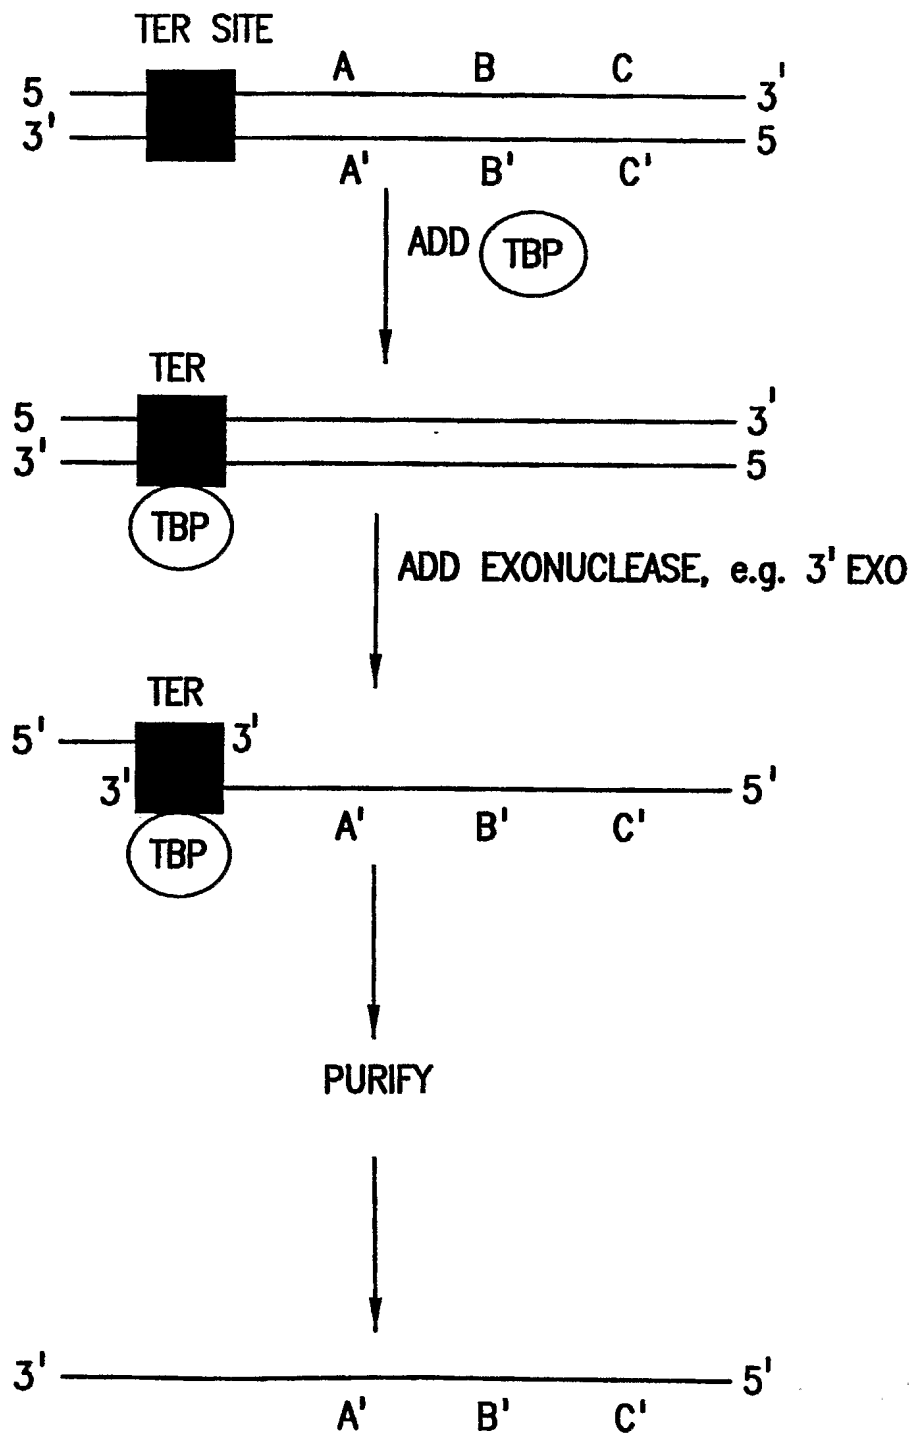 TER SITE
A B C
5 3'
3' 5
A' B' C'
ADD TBP
TER
5 3'
3' 5
TBP
ADD EXONUCLEASE, e.g. 3' EXO
TER
5' 3'
3' 5'
A' B' C'
TBP
PURIFY
3' 5'
A' B' C'